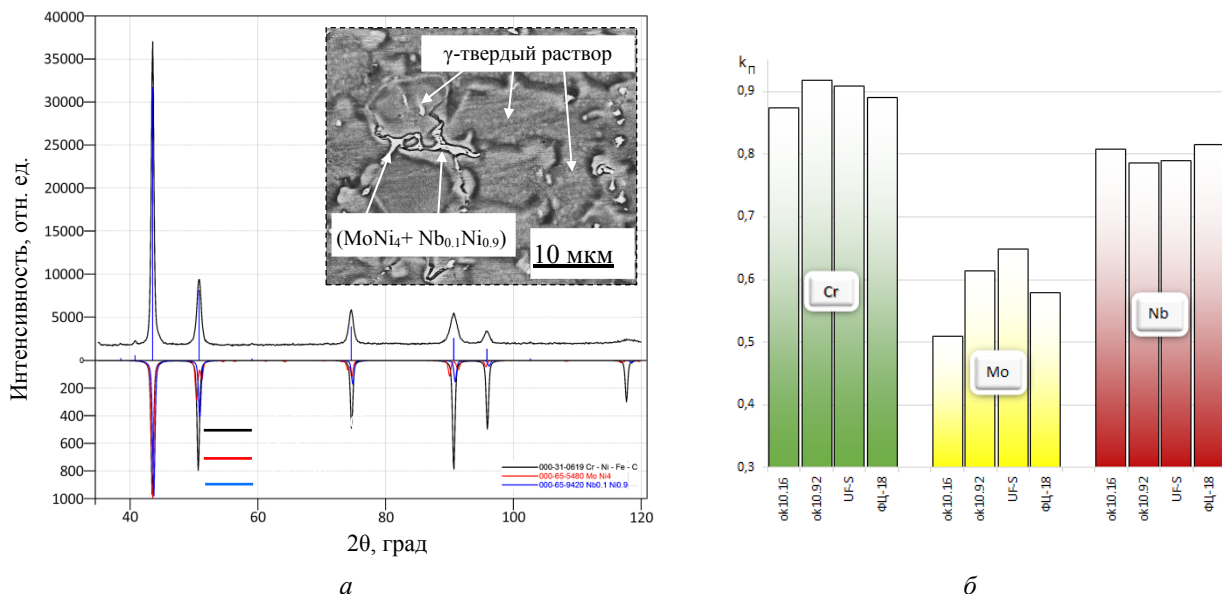 40000
35000
30000
25000
20000
15000
10000
5000
0
200
400
600
800
1000
Интенсивность, отн. ед.
γ-твердый раствор
(MoNi₄+ Nb₀.₁Ni₀.₉)
10 мкм
000-31-0619 Cr - Ni - Fe - C
000-65-5480 Mo Ni4
000-65-9420 Nb0.1 Ni0.9
40 60 80 100 120
2θ, град
а
kП
0,9
0,8
0,7
0,6
0,5
0,4
0,3
Cr
Mo
Nb
ok10.16
ok10.92
UF-S
ФЦ-18
ok10.16
ok10.92
UF-S
ФЦ-18
ok10.16
ok10.92
UF-S
ФЦ-18
б